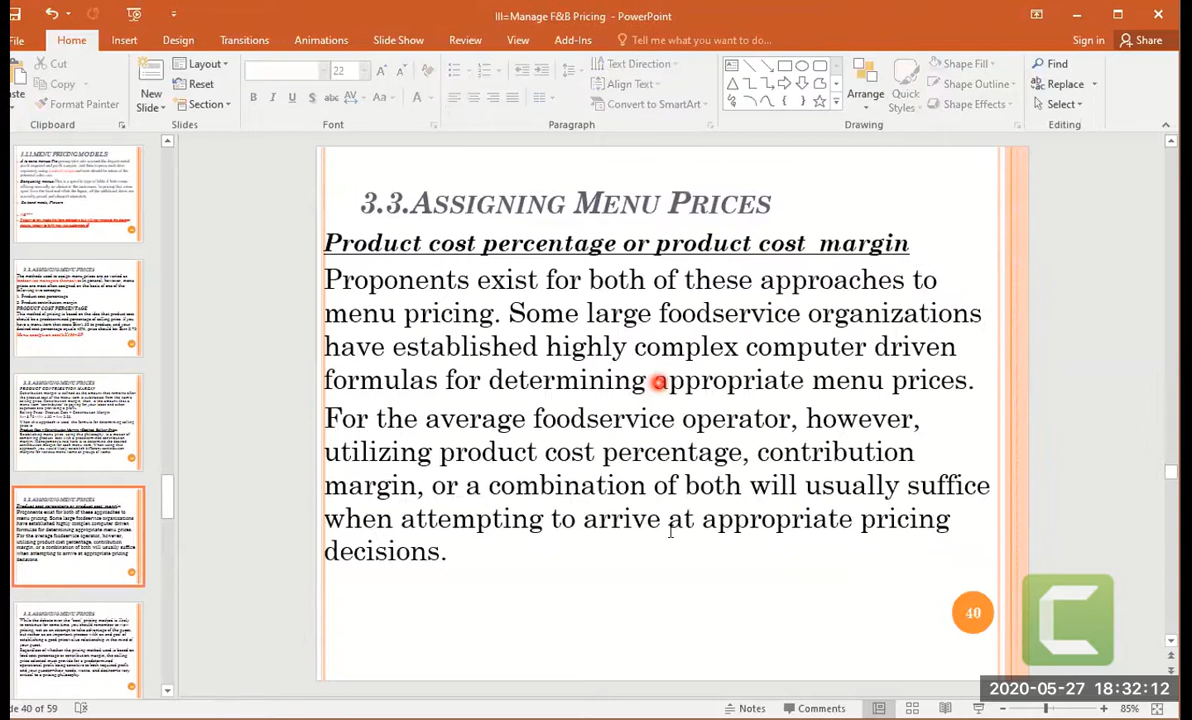 III=Manage F&B Pricing - PowerPoint
File Home Insert Design Transitions Animations Slide Show Review View Add-Ins Tell me what you want to do... Sign in Share
Cut
Copy
Format Painter
Clipboard
New
Slide
Layout
Reset
Section
Slides
22
B I U S abc AV Aa A
Font
Text Direction
Align Text
Convert to SmartArt
Paragraph
Arrange
Quick
Styles
Shape Fill
Shape Outline
Shape Effects
Drawing
Find
Replace
Select
Editing
3.3.ASSIGNING MENU PRICES
Product cost percentage or product cost margin
Proponents exist for both of these approaches to
menu pricing. Some large foodservice organizations
have established highly complex computer driven
formulas for determining appropriate menu prices.
For the average foodservice operator, however,
utilizing product cost percentage, contribution
margin, or a combination of both will usually suffice
when attempting to arrive at appropriate pricing
decisions.
40
2020-05-27 18:32:12
de 40 of 59
Notes Comments 85%